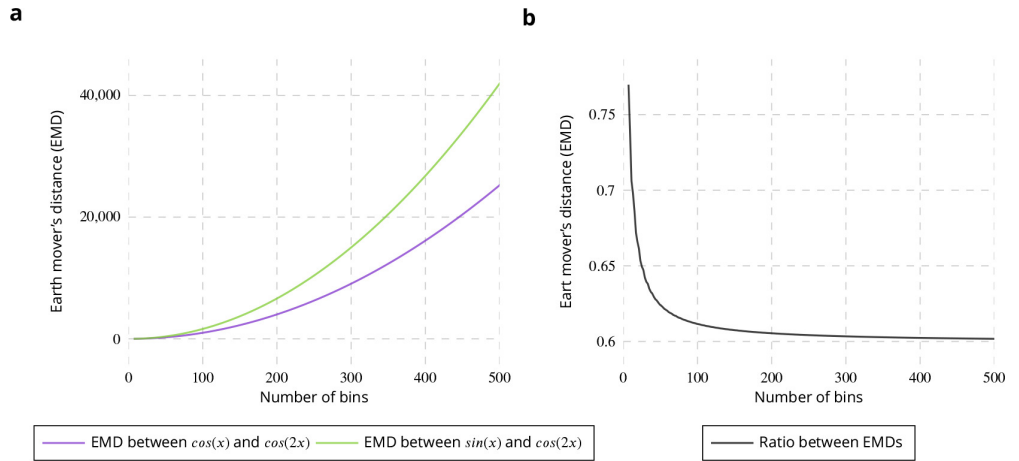 a
b
Earth mover's distance (EMD)
40,000
20,000
0
0 100 200 300 400 500
Number of bins
EMD between cos(x) and cos(2x) EMD between sin(x) and cos(2x)
Eart mover's distance (EMD)
0.75
0.7
0.65
0.6
0 100 200 300 400 500
Number of bins
Ratio between EMDs